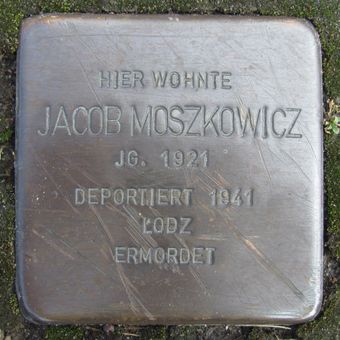 HIER WOHNTE
JACOB MOSZKOWICZ
JG. 1921
DEPORTIERT 1941
ŁODZ
ERMORDET